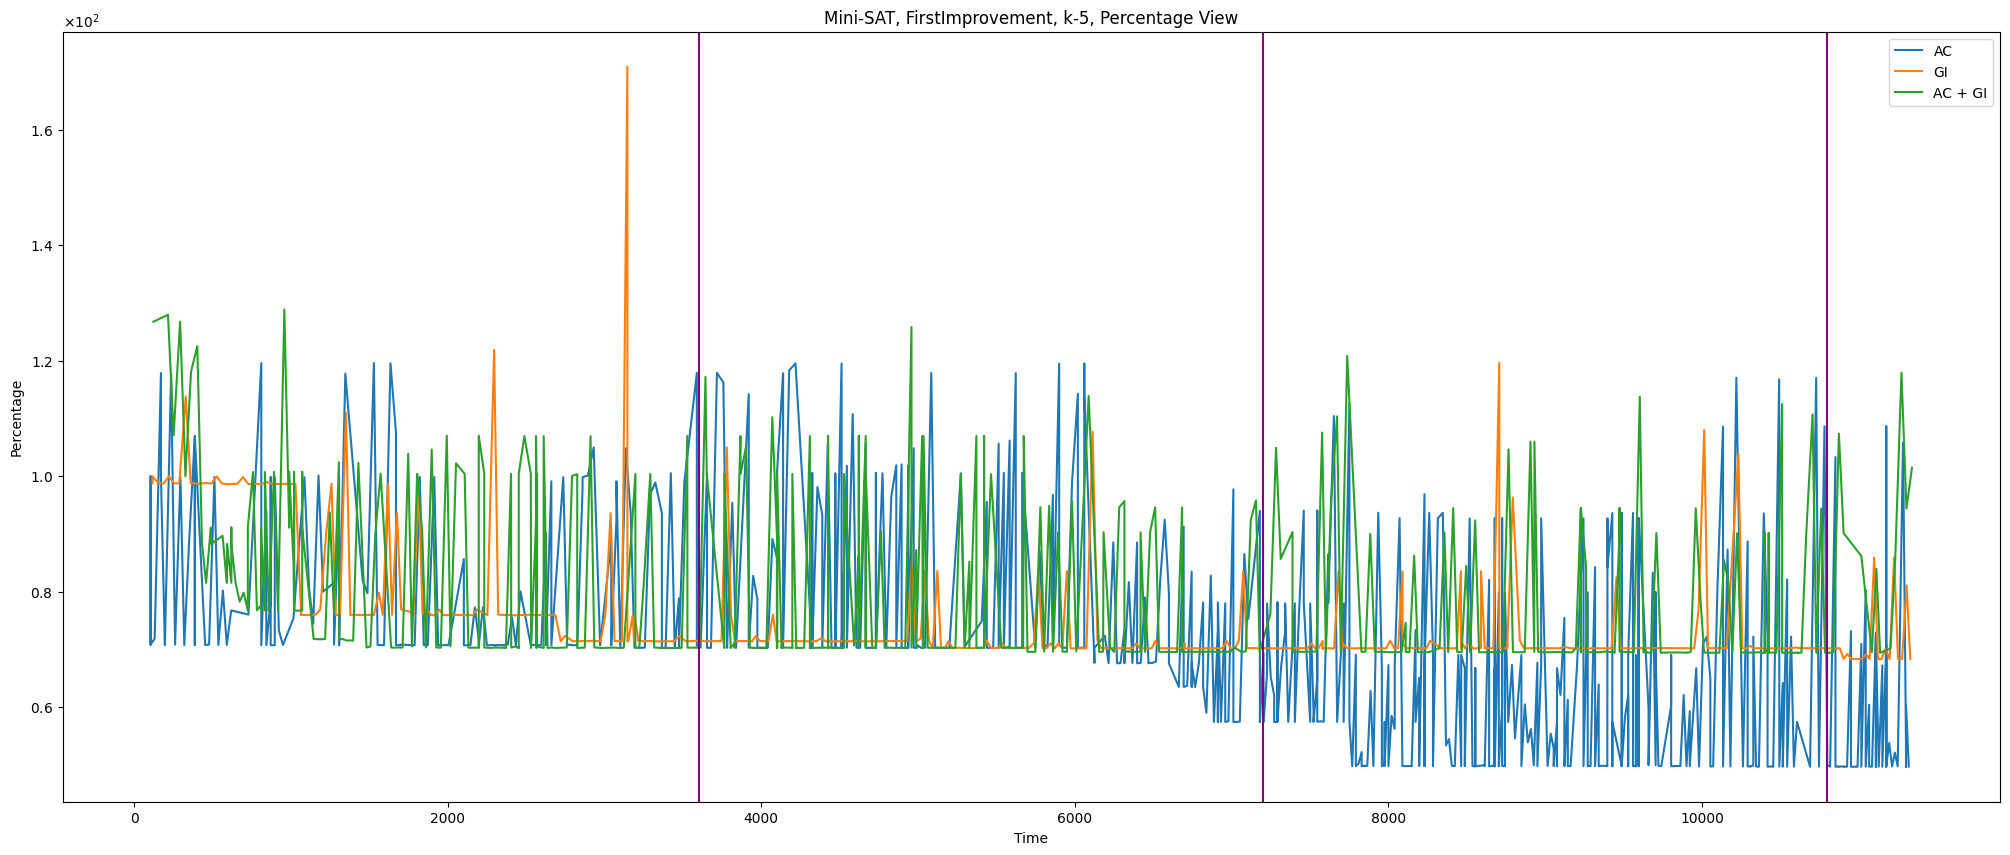 Mini-SAT, FirstImprovement, k-5, Percentage View
×10²
AC
GI
AC + GI
1.6
1.4
1.2
1.0
0.8
0.6
Percentage
0
2000
4000
6000
8000
10000
Time